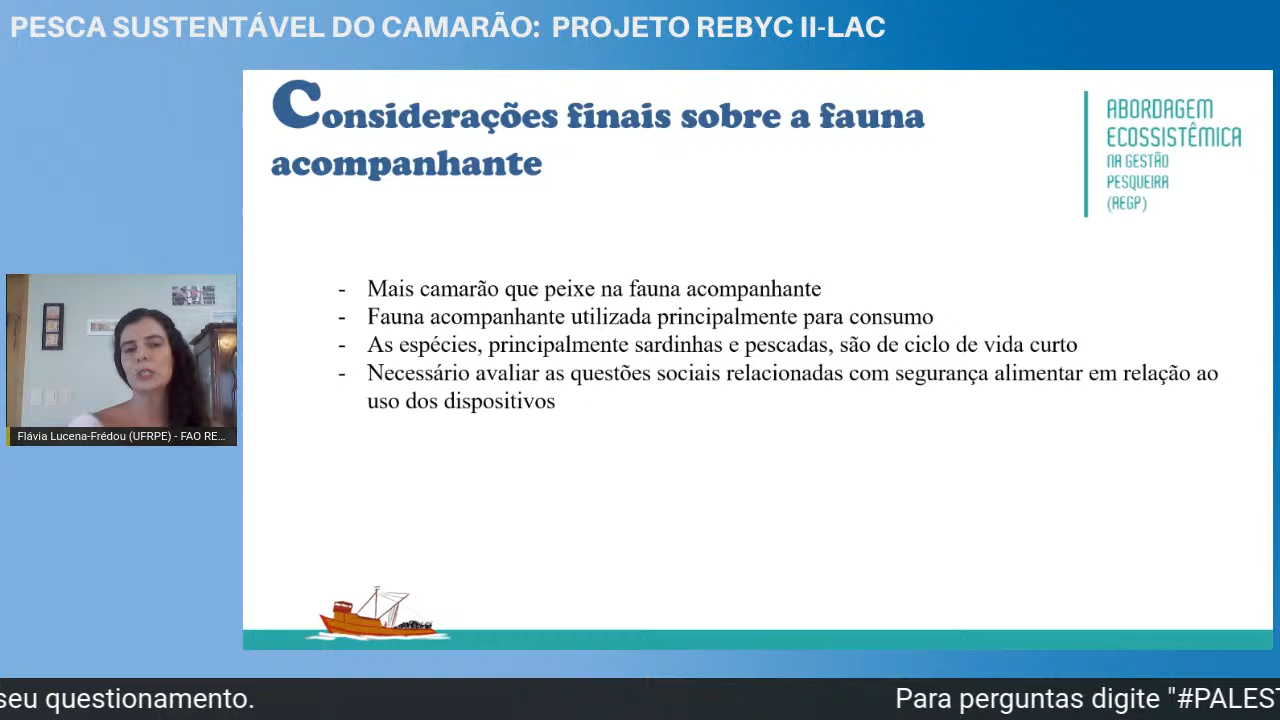 PESCA SUSTENTÁVEL DO CAMARÃO: PROJETO REBYC II-LAC
Considerações finais sobre a fauna
acompanhante
ABORDAGEM
ECOSSISTÊMICA
NA GESTÃO
PESQUEIRA
(AEGP)
- Mais camarão que peixe na fauna acompanhante
- Fauna acompanhante utilizada principalmente para consumo
- As espécies, principalmente sardinhas e pescadas, são de ciclo de vida curto
- Necessário avaliar as questões sociais relacionadas com segurança alimentar em relação ao
uso dos dispositivos
Flávia Lucena-Frédou (UFRPE) - FAO RE...
seu questionamento.
Para perguntas digite "#PALES